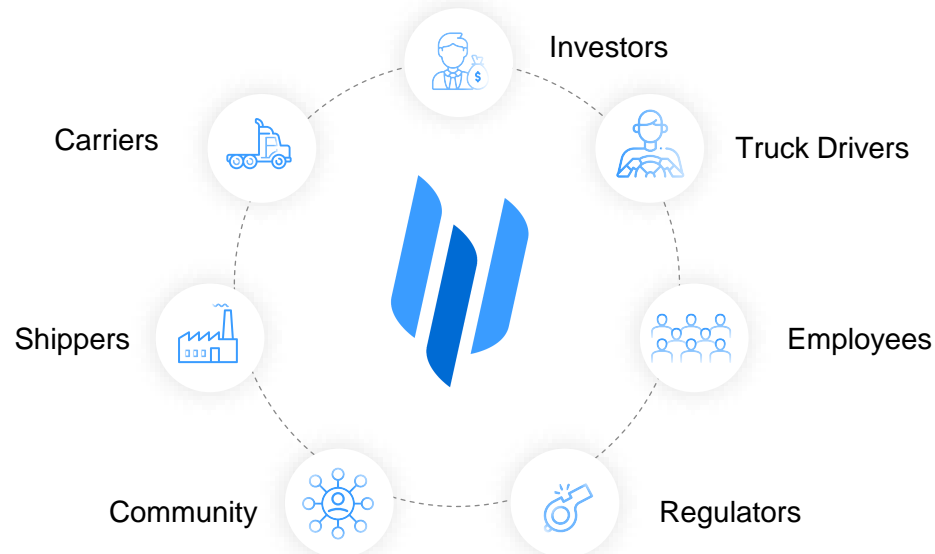 Investors
Carriers
Truck Drivers
$
Shippers
Employees
Community
Regulators